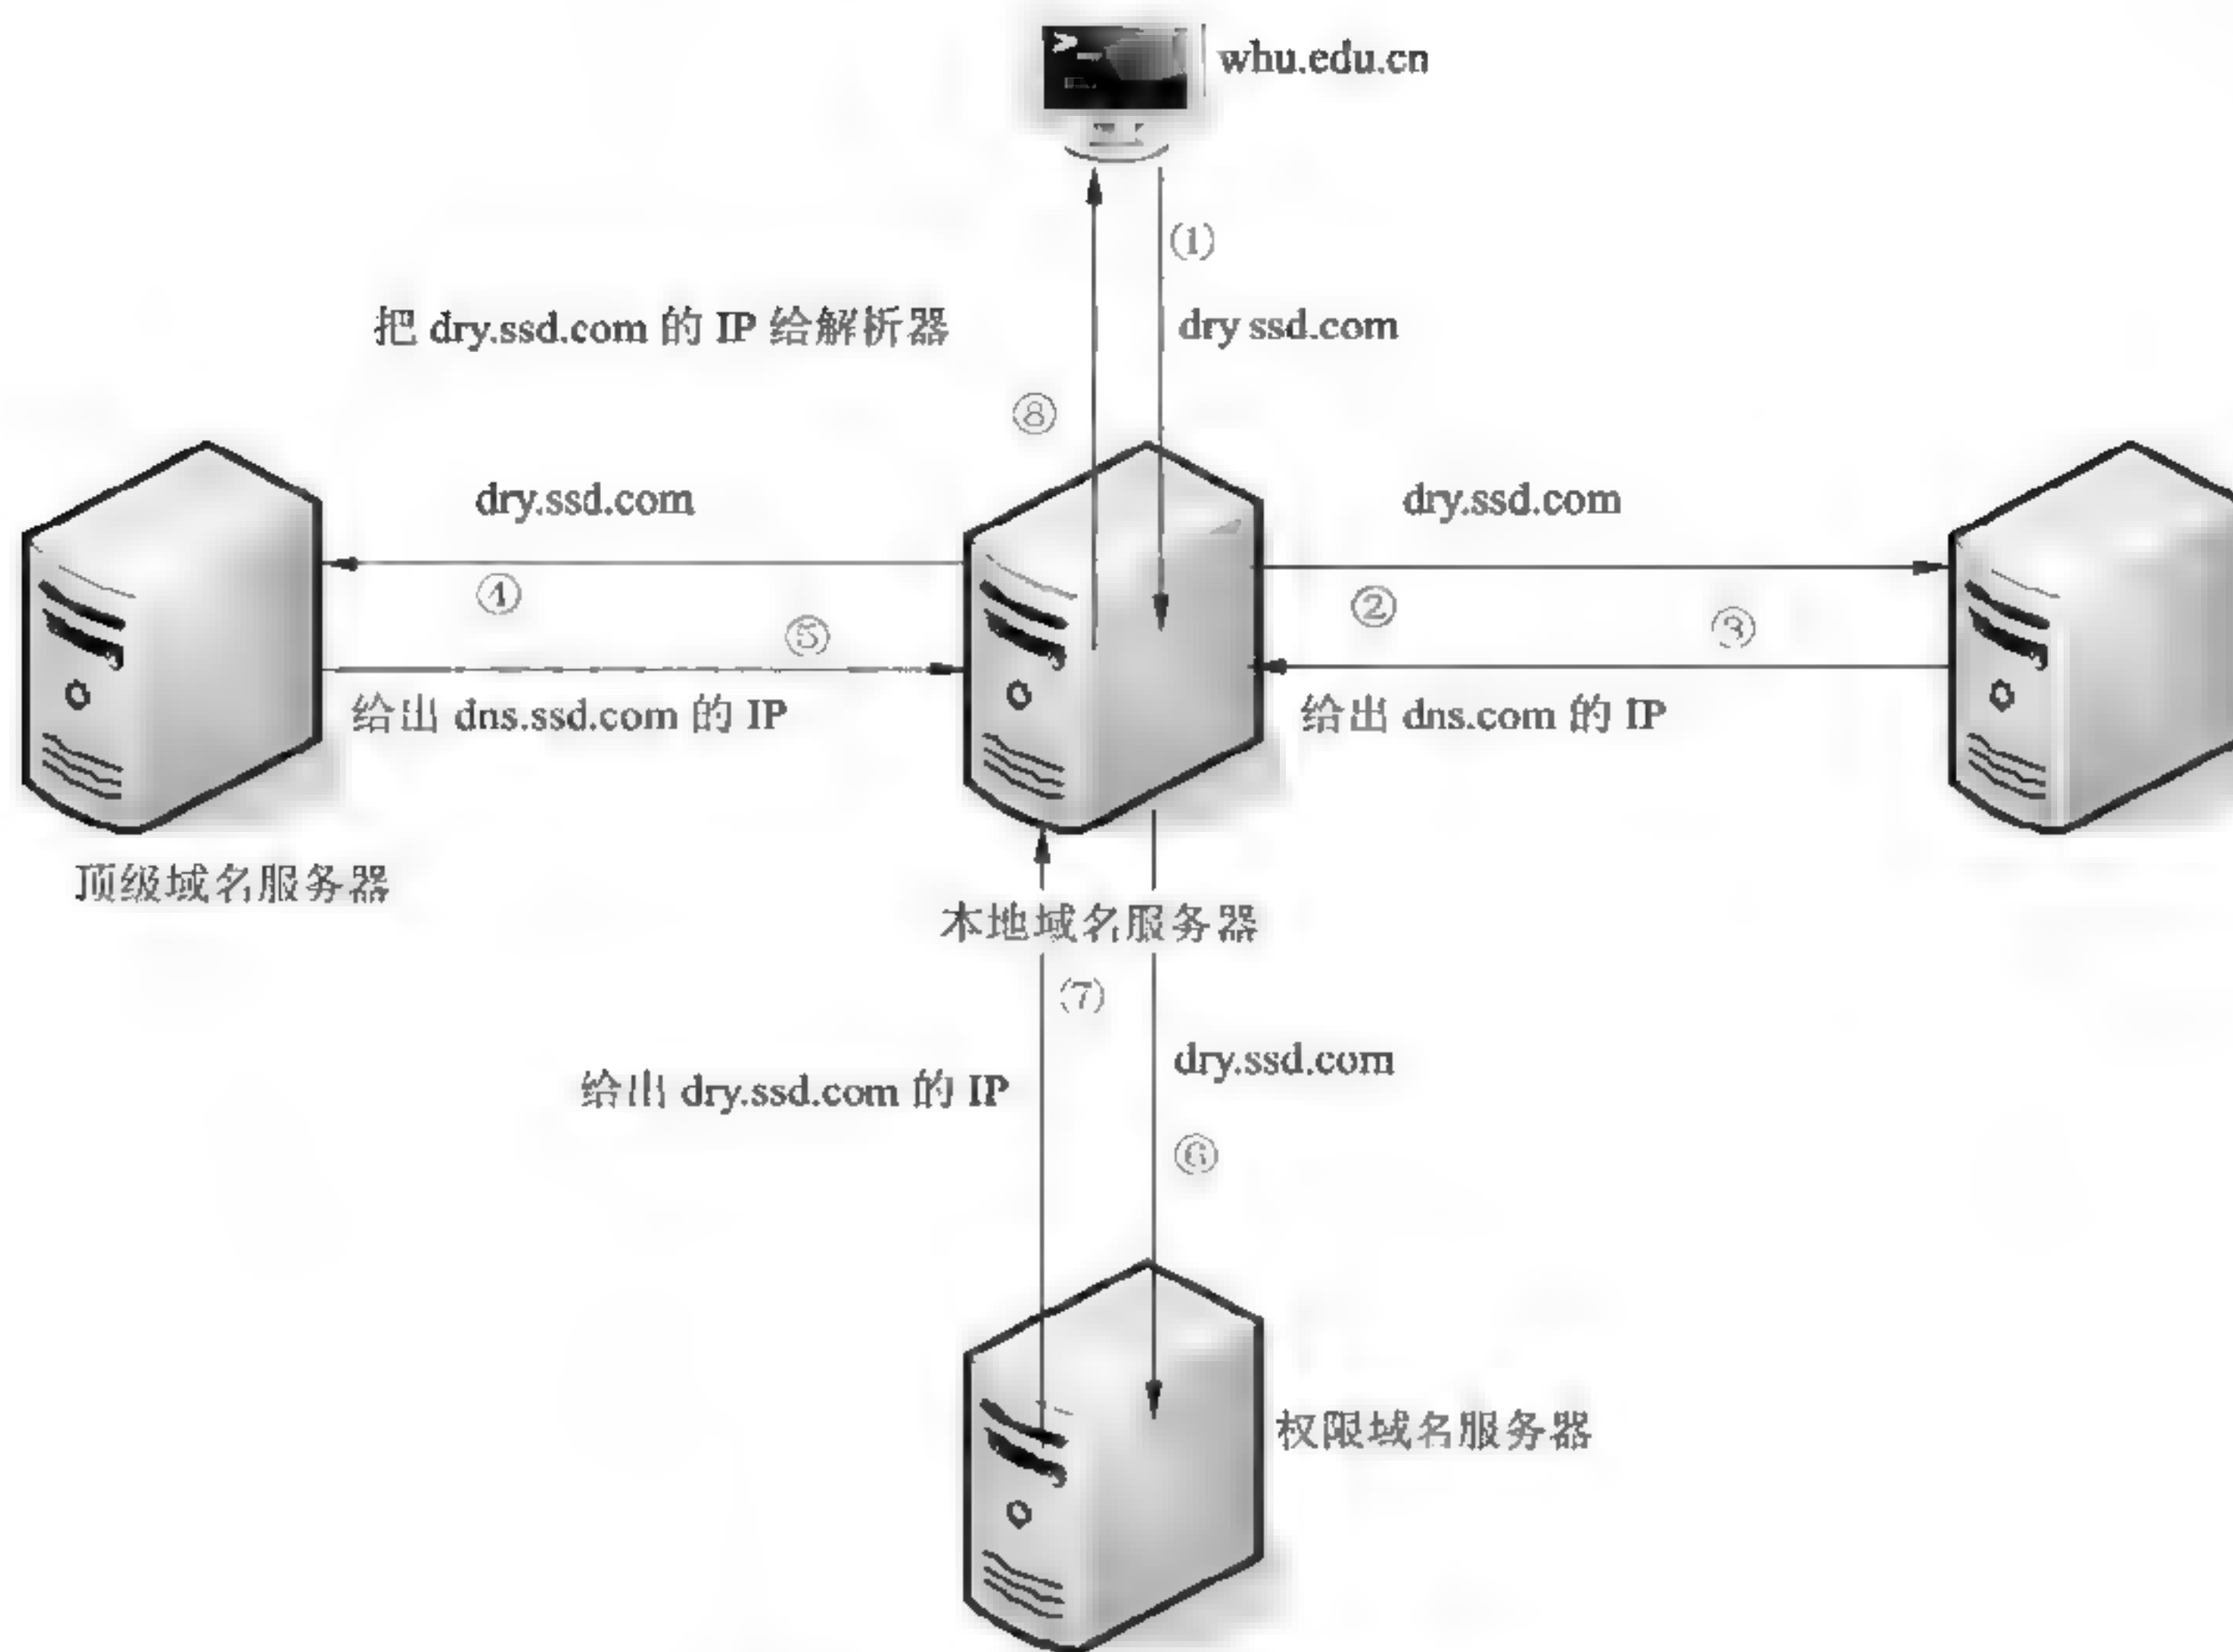 whu.edu.cn
(1)
把 dry.ssd.com 的 IP 给解析器
dry ssd.com
⑧
dry.ssd.com
dry.ssd.com
④
②
⑤
③
给出 dns.ssd.com 的 IP
给出 dns.com 的 IP
顶级域名服务器
本地域名服务器
(7)
给出 dry.ssd.com 的 IP
dry.ssd.com
⑥
权限域名服务器